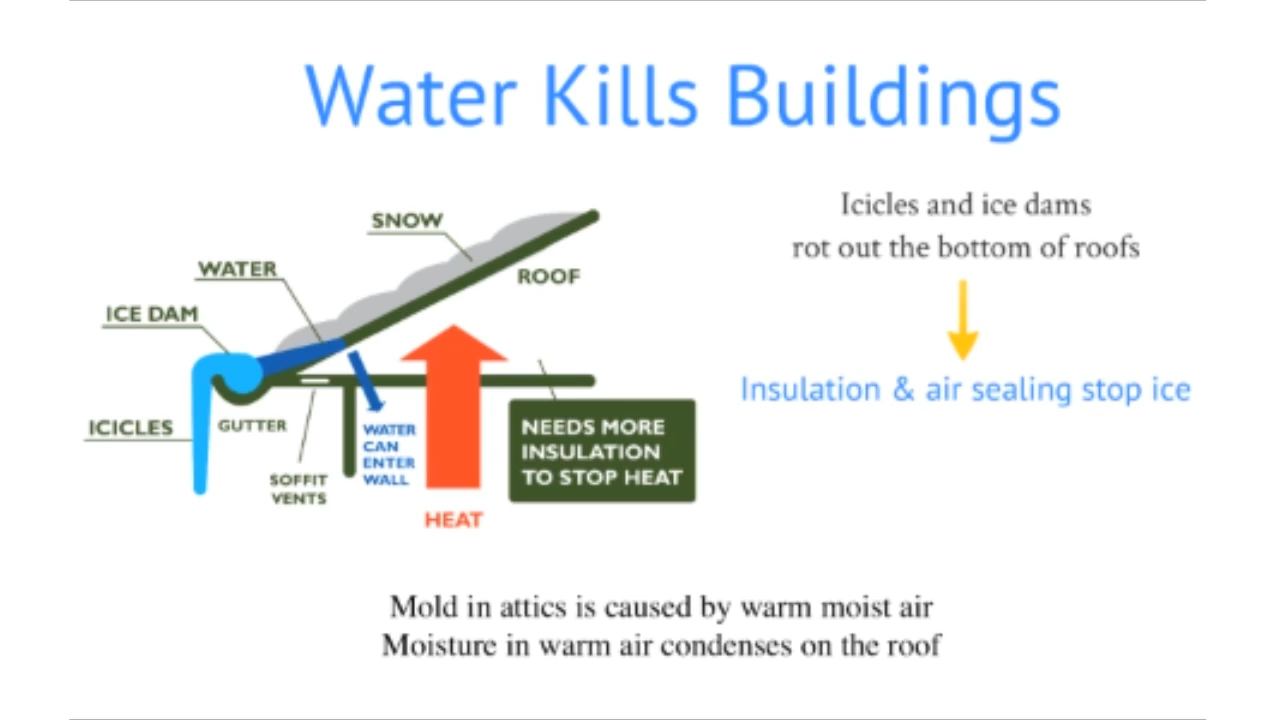 Water Kills Buildings
Icicles and ice dams
rot out the bottom of roofs
Insulation & air sealing stop ice
SNOW
WATER
ROOF
ICE DAM
ICICLES
GUTTER
SOFFIT
VENTS
WATER
CAN
ENTER
WALL
HEAT
NEEDS MORE
INSULATION
TO STOP HEAT
Mold in attics is caused by warm moist air
Moisture in warm air condenses on the roof